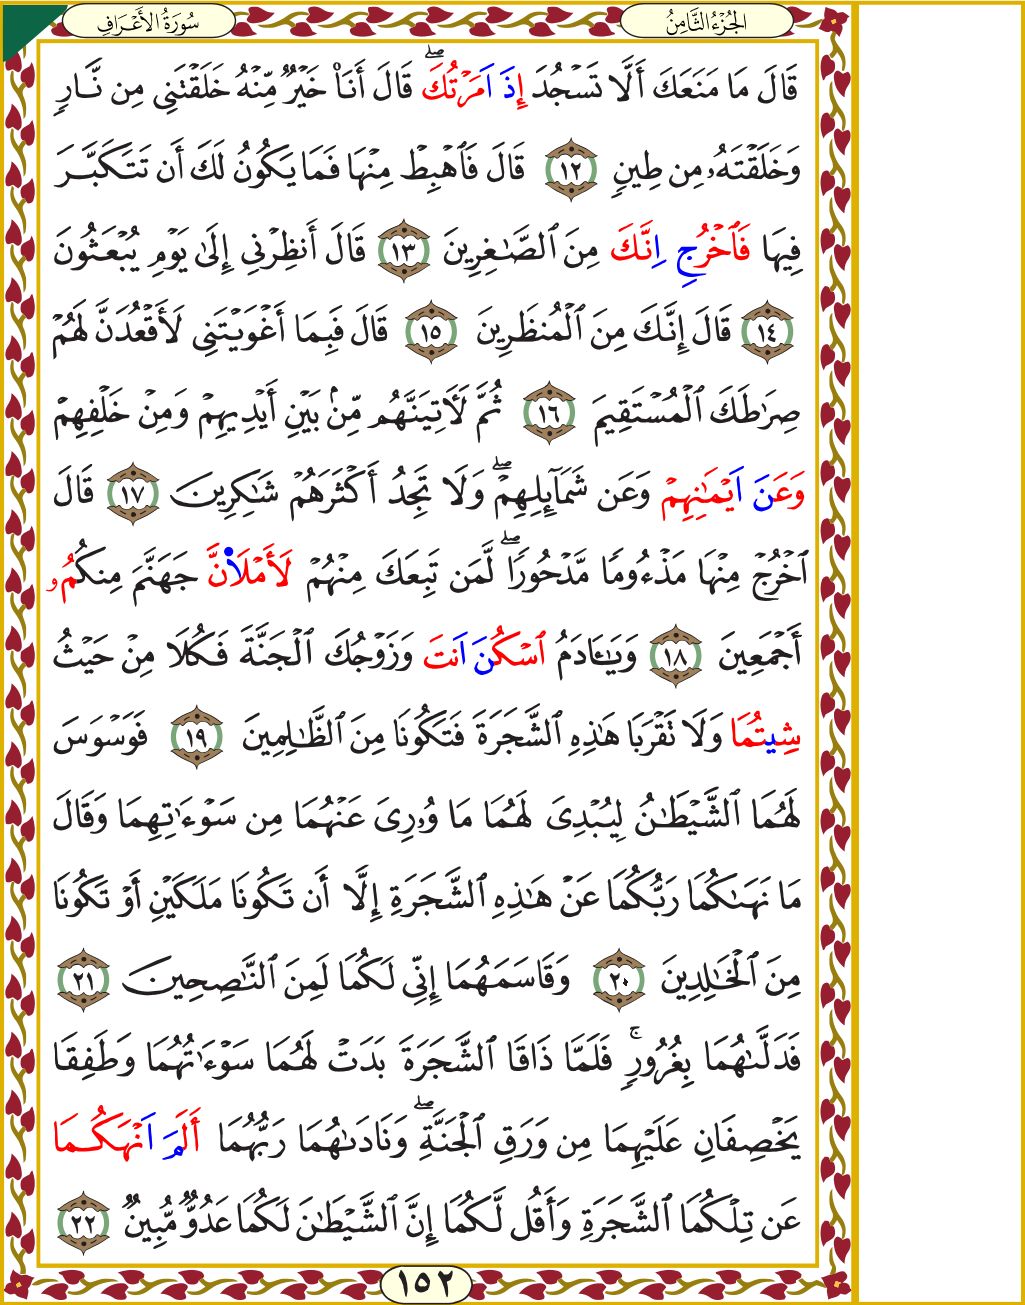 سُورَةُ الأَعْرَافِ
الجُزْءُ الثَّامِنُ
قَالَ مَا مَنَعَكَ أَلَّا تَسْجُدَ إِذَ اَمَرْتُكَۖ قَالَ أَنَا۠ خَيْرٌ مِّنْهُ خَلَقْتَنِي مِن نَّارٍ
وَخَلَقْتَهُۥ مِن طِينٍ ١٢ قَالَ فَٱهْبِطْ مِنْهَا فَمَا يَكُونُ لَكَ أَن تَتَكَبَّرَ
فِيهَا فَٱخْرُجِ اِنَّكَ مِنَ ٱلصَّٰغِرِينَ ١٣ قَالَ أَنظِرْنِي إِلَىٰ يَوْمِ يُبْعَثُونَ
١٤ قَالَ إِنَّكَ مِنَ ٱلْمُنظَرِينَ ١٥ قَالَ فَبِمَا أَغْوَيْتَنِي لَأَقْعُدَنَّ لَهُمْ
صِرَٰطَكَ ٱلْمُسْتَقِيمَ ١٦ ثُمَّ لَأٓتِيَنَّهُم مِّنۢ بَيْنِ أَيْدِيهِمْ وَمِنْ خَلْفِهِمْ
وَعَنَ اَيْمَٰنِهِمْ وَعَن شَمَآئِلِهِمْۖ وَلَا تَجِدُ أَكْثَرَهُمْ شَٰكِرِينَ ١٧ قَالَ
ٱخْرُجْ مِنْهَا مَذْءُومًا مَّدْحُورًاۖ لَّمَن تَبِعَكَ مِنْهُمْ لَأَمْلَأَنَّ جَهَنَّمَ مِنكُمُۥ
أَجْمَعِينَ ١٨ وَيَٰٓـَٔادَمُ ٱسْكُنَ اَنتَ وَزَوْجُكَ ٱلْجَنَّةَ فَكُلَا مِنْ حَيْثُ
شِيتُمَا وَلَا تَقْرَبَا هَٰذِهِ ٱلشَّجَرَةَ فَتَكُونَا مِنَ ٱلظَّٰلِمِينَ ١٩ فَوَسْوَسَ
لَهُمَا ٱلشَّيْطَٰنُ لِيُبْدِيَ لَهُمَا مَا وُۥرِيَ عَنْهُمَا مِن سَوْءَٰتِهِمَا وَقَالَ
مَا نَهَىٰكُمَا رَبُّكُمَا عَنْ هَٰذِهِ ٱلشَّجَرَةِ إِلَّا أَن تَكُونَا مَلَكَيْنِ أَوْ تَكُونَا
مِنَ ٱلْخَٰلِدِينَ ٢٠ وَقَاسَمَهُمَا إِنِّي لَكُمَا لَمِنَ ٱلنَّٰصِحِينَ ٢١
فَدَلَّىٰهُمَا بِغُرُورٍۚ فَلَمَّا ذَاقَا ٱلشَّجَرَةَ بَدَتْ لَهُمَا سَوْءَٰتُهُمَا وَطَفِقَا
يَخْصِفَانِ عَلَيْهِمَا مِن وَرَقِ ٱلْجَنَّةِۖ وَنَادَىٰهُمَا رَبُّهُمَا أَلَمَ اَنْهَكُمَا
عَن تِلْكُمَا ٱلشَّجَرَةِ وَأَقُل لَّكُمَا إِنَّ ٱلشَّيْطَٰنَ لَكُمَا عَدُوٌّ مُّبِينٌ ٢٢
١٥٢